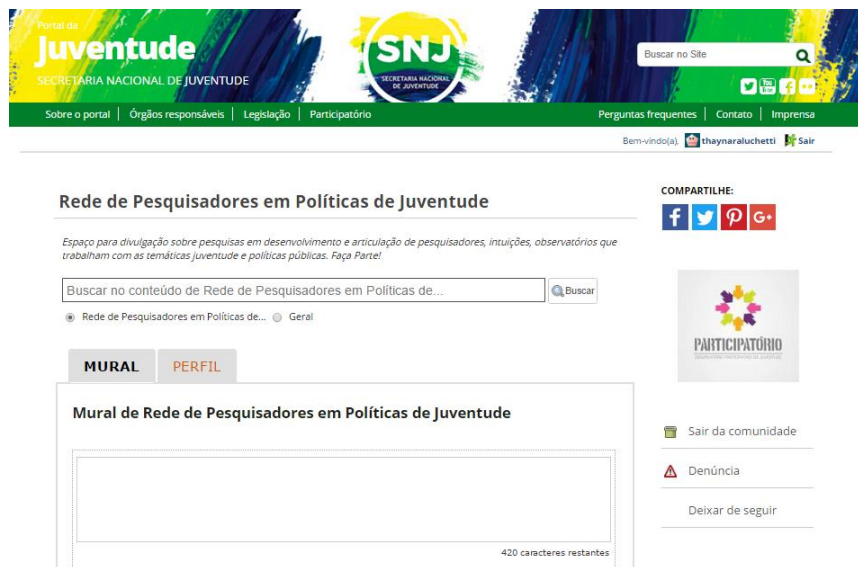 Portal da
Juventude
SECRETARIA NACIONAL DE JUVENTUDE
SNJ
SECRETARIA NACIONAL
DE JUVENTUDE
Buscar no Site
You
Tube
Sobre o portal | Órgãos responsáveis | Legislação | Participatório
Perguntas frequentes | Contato | Imprensa
Bem-vindo(a), thaynaraluchetti Sair
Rede de Pesquisadores em Políticas de Juventude
Espaço para divulgação sobre pesquisas em desenvolvimento e articulação de pesquisadores, intuições, observatórios que
trabalham com as temáticas juventude e políticas públicas. Faça Parte!
Buscar no conteúdo de Rede de Pesquisadores em Políticas de...
Buscar
Rede de Pesquisadores em Políticas de... Geral
MURAL PERFIL
Mural de Rede de Pesquisadores em Políticas de Juventude
420 caracteres restantes
COMPARTILHE:
PARTICIPATÓRIO
Sair da comunidade
Denúncia
Deixar de seguir